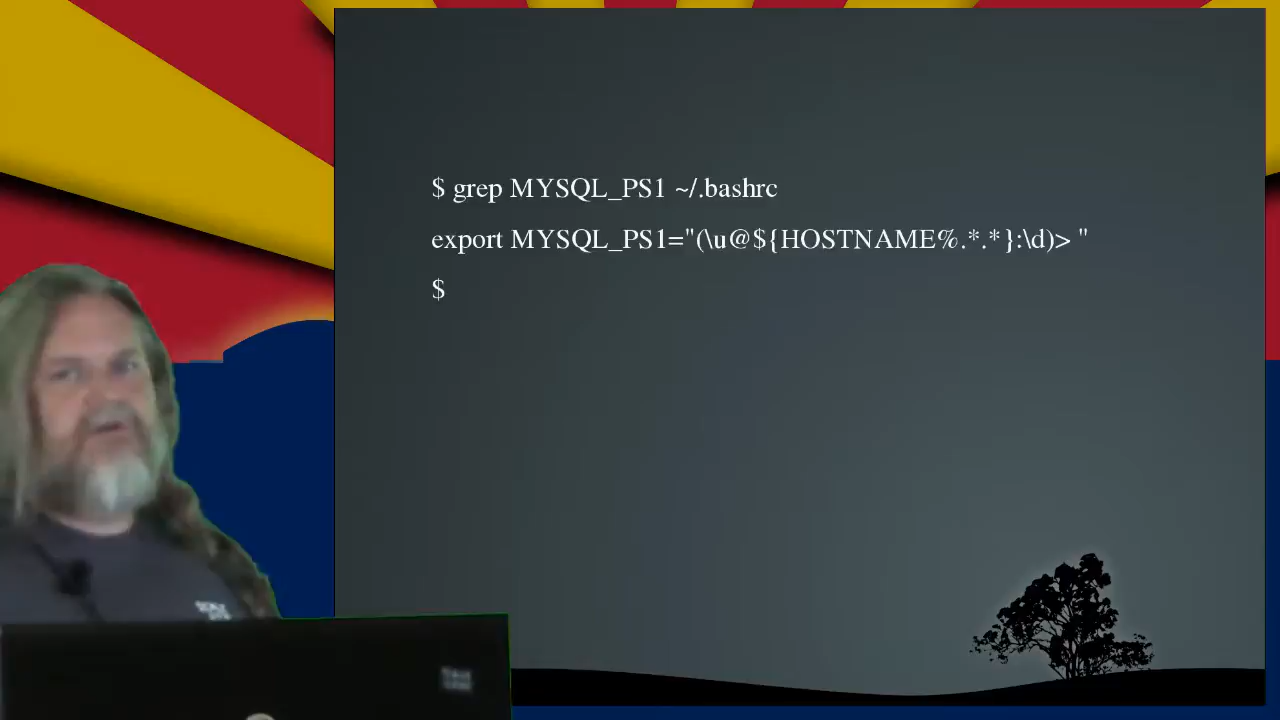 $ grep MYSQL_PS1 ~/.bashrc
export MYSQL_PS1="(\u@${HOSTNAME%.*.*}:\d)> "
$